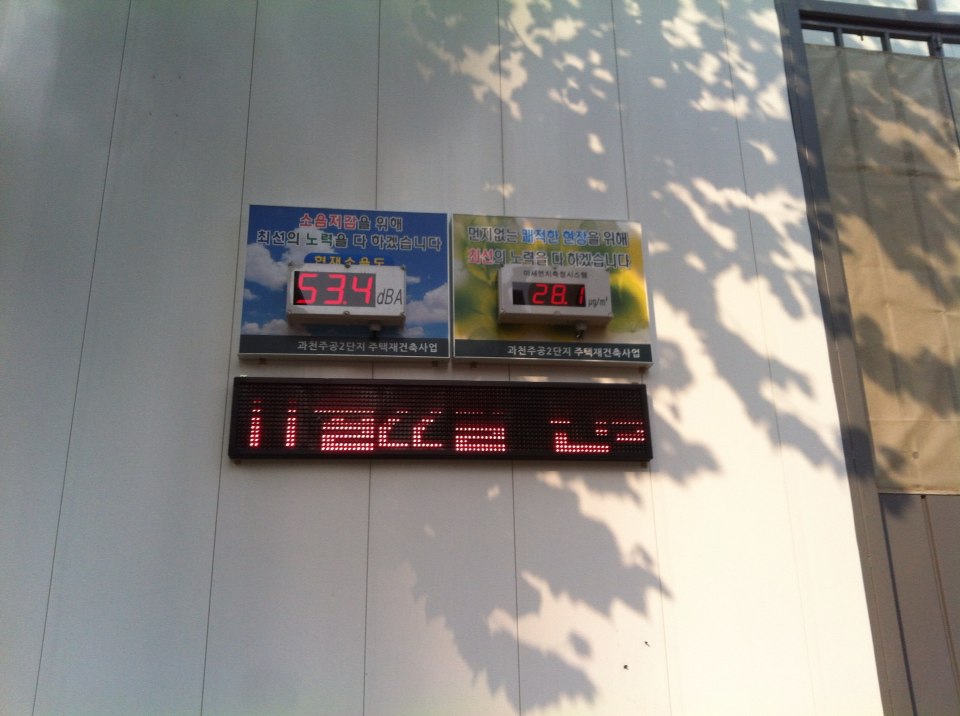 소음저감을 위해
최선의 노력을 다 하겠습니다
현재소음도
53.4 dBA
과천주공2단지 주택재건축사업
먼지없는 쾌적한 현장을 위해
최선의 노력을 다 하겠습니다
미세먼지측정시스템
28.1 µg/m³
과천주공2단지 주택재건축사업